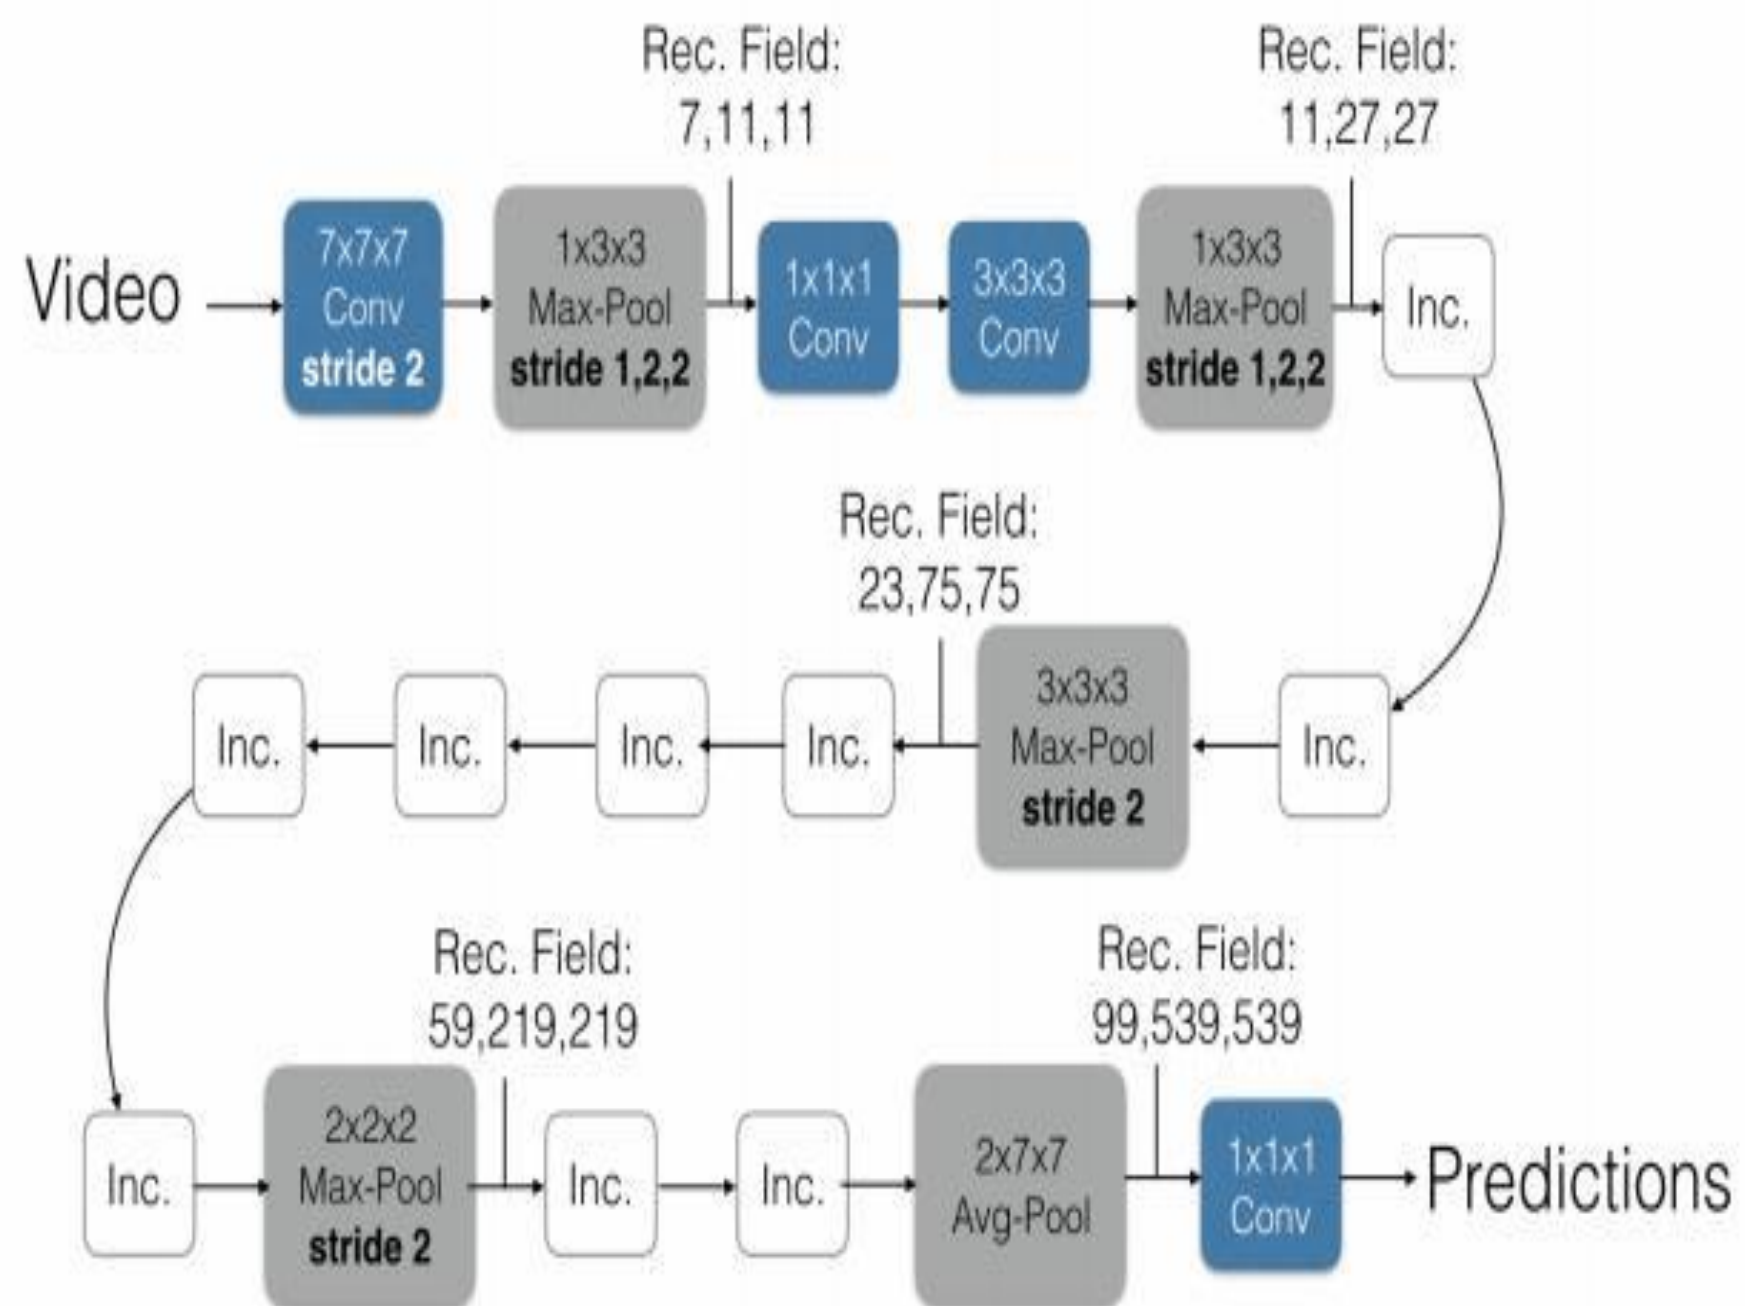 Rec. Field:
7,11,11
Rec. Field:
11,27,27
Video
7x7x7
Conv
stride 2
1x3x3
Max-Pool
stride 1,2,2
1x1x1
Conv
3x3x3
Conv
1x3x3
Max-Pool
stride 1,2,2
Inc.
Rec. Field:
23,75,75
Inc.
Inc.
Inc.
Inc.
3x3x3
Max-Pool
stride 2
Inc.
Rec. Field:
59,219,219
Rec. Field:
99,539,539
Inc.
2x2x2
Max-Pool
stride 2
Inc.
Inc.
2x7x7
Avg-Pool
1x1x1
Conv
Predictions